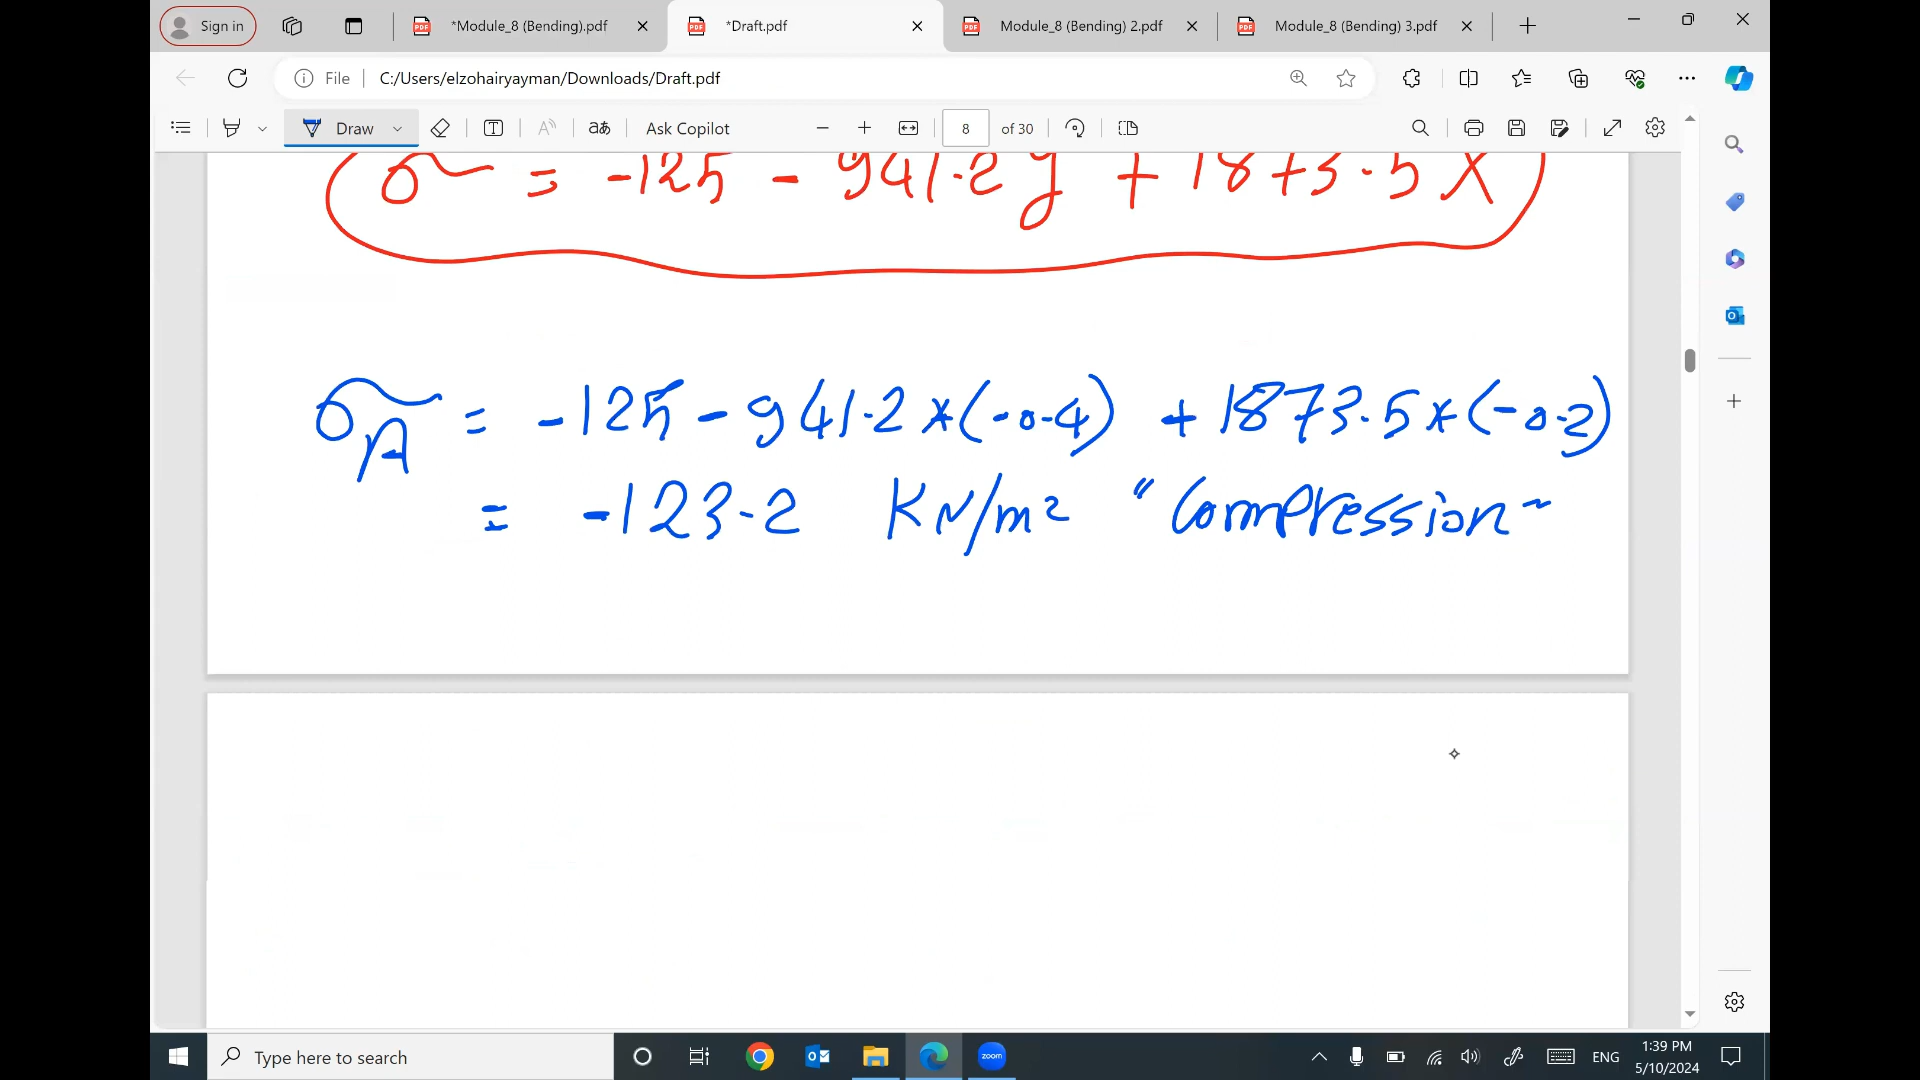 Sign in
*Module_8 (Bending).pdf
*Draft.pdf
Module_8 (Bending) 2.pdf
Module_8 (Bending) 3.pdf
File
C:/Users/elzohairyayman/Downloads/Draft.pdf
Draw
Ask Copilot
8
of 30
σ = -125 - 941.2 y + 1873.5 X
σA = -125 - 941.2 * (-0.4) + 1873.5 * (-0.2)
= -123.2 KN/m2 "Compression"
Type here to search
zoom
ENG
1:39 PM
5/10/2024